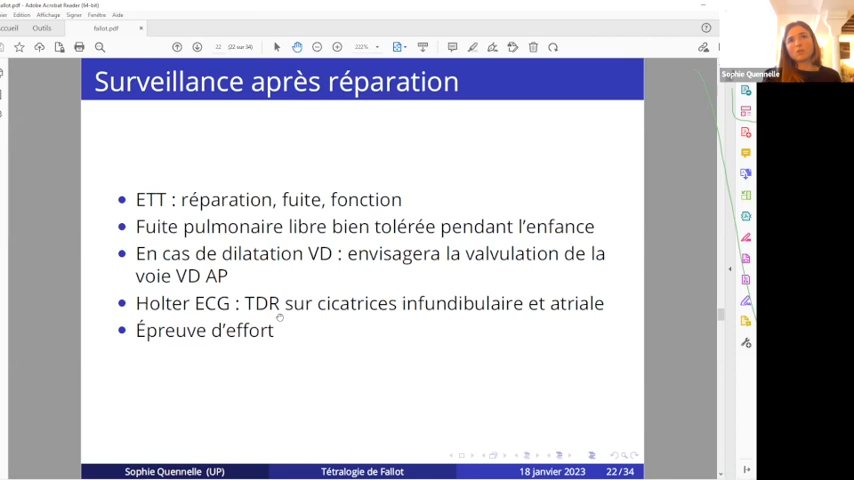 fallot.pdf - Adobe Acrobat Reader (64-bit)
Edition Affichage Signer Fenêtre Aide
Accueil Outils fallot.pdf ×
22 (22 sur 34) 222%
Sophie Quennelle
Surveillance après réparation
• ETT : réparation, fuite, fonction
• Fuite pulmonaire libre bien tolérée pendant l'enfance
• En cas de dilatation VD : envisagera la valvulation de la
voie VD AP
• Holter ECG : TDR sur cicatrices infundibulaire et atriale
• Épreuve d'effort
Sophie Quennelle (UP) Tétralogie de Fallot 18 janvier 2023 22/34